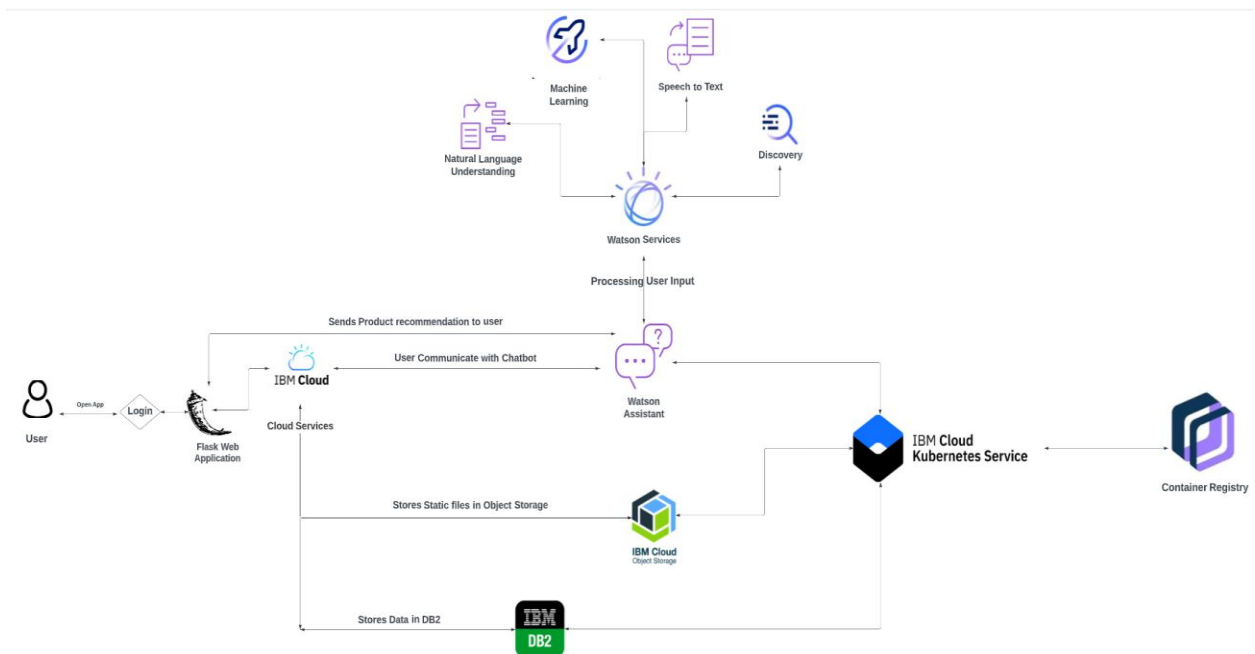 Machine
Learning
Speech to Text
Natural Language
Understanding
Discovery
Watson Services
Processing User Input
Sends Product recommendation to user
User Communicate with Chatbot
IBM Cloud
Watson
Assistant
Open App
Login
User
Flask Web
Application
Cloud Services
IBM Cloud
Kubernetes Service
Container Registry
Stores Static files in Object Storage
IBM Cloud
Object Storage
Stores Data in DB2
IBM
DB2